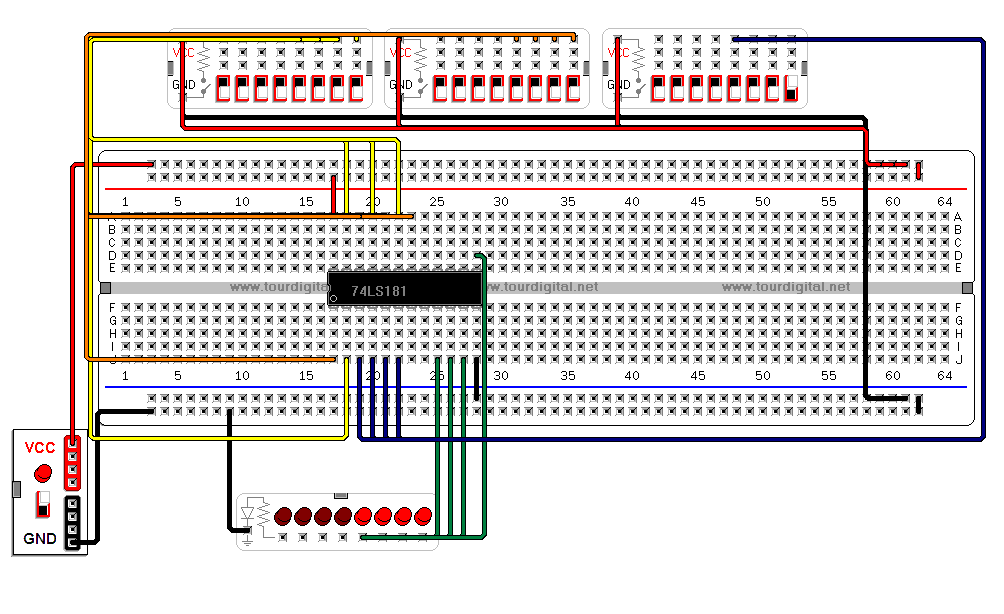 VCC VCC VCC
GND GND GND
1 5 10 15 20 25 30 35 40 45 50 55 60 64
A A
B B
C C
D D
E E
www.tourdigital.net www.tourdigital.net
74LS181
F F
G G
H H
I I
J J
1 5 10 15 20 25 30 35 40 45 50 55 60 64
VCC
GND